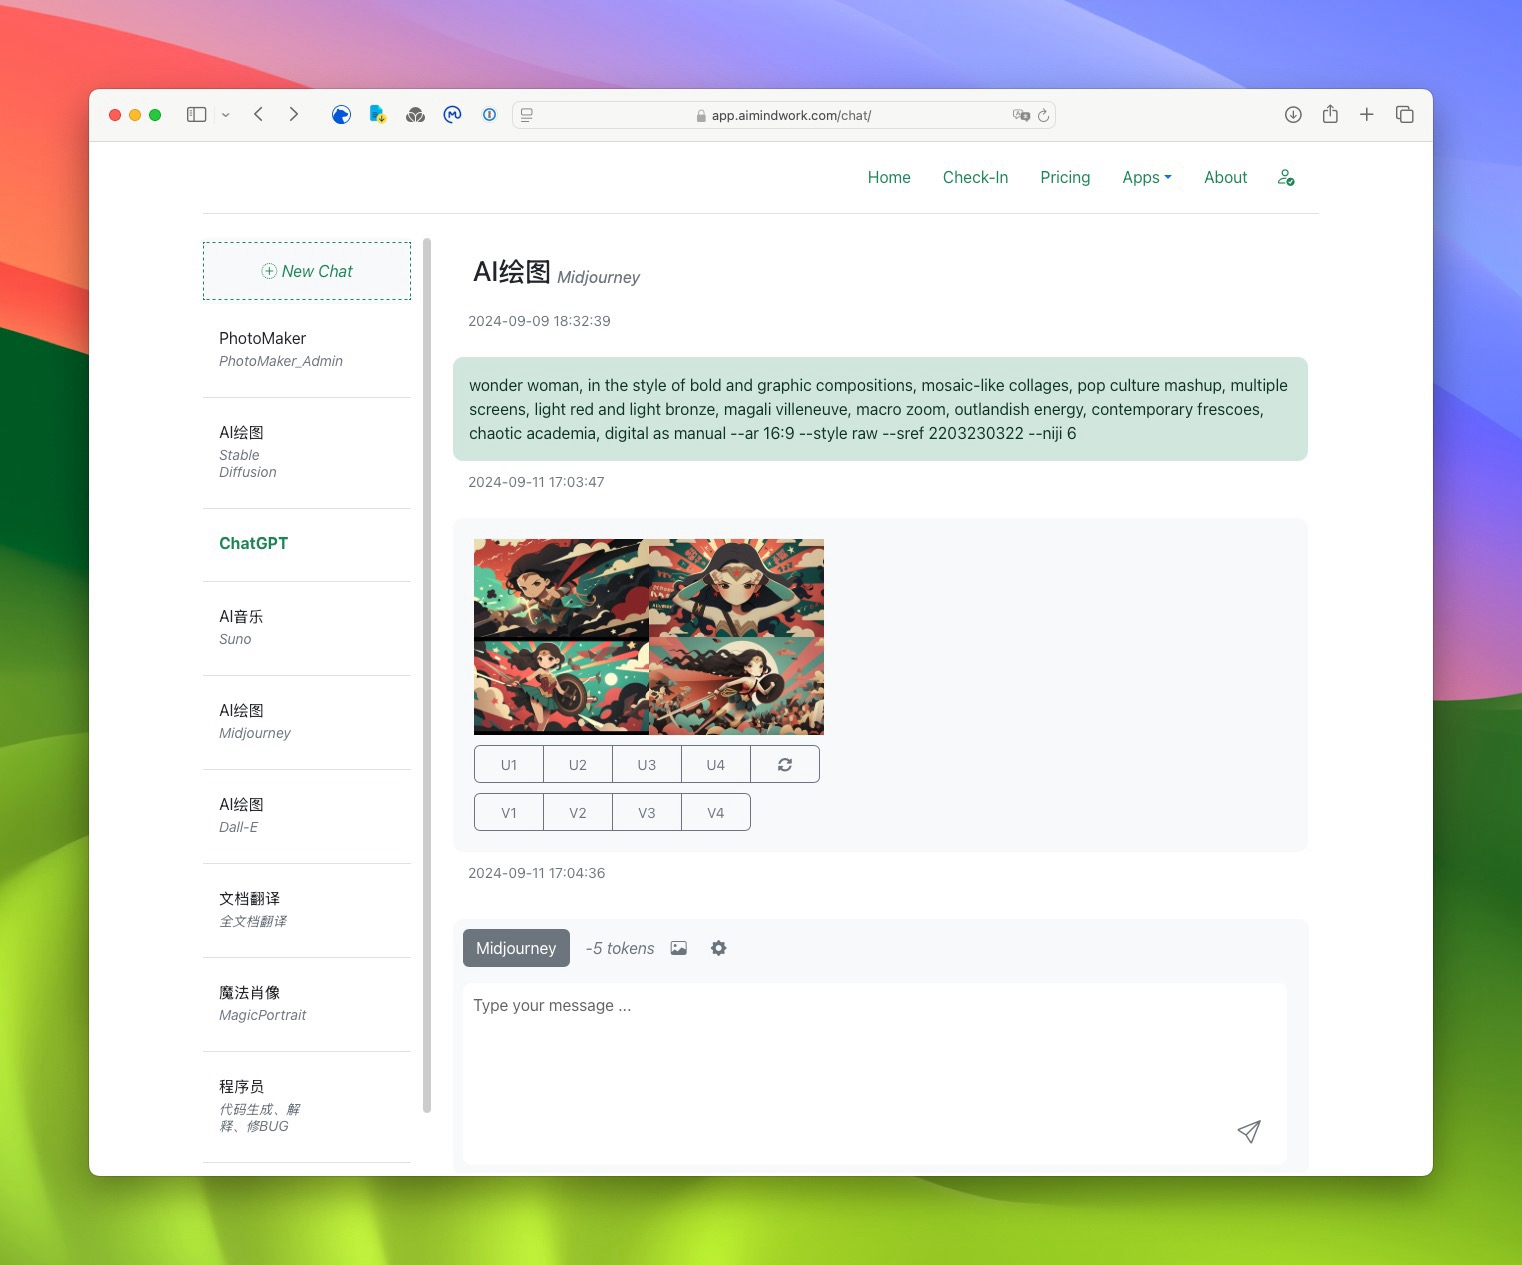 app.aimindwork.com/chat/
Home
Check-In
Pricing
Apps
About
New Chat
PhotoMaker
PhotoMaker_Admin
AI绘图
Stable
Diffusion
ChatGPT
AI音乐
Suno
AI绘图
Midjourney
AI绘图
Dall-E
文档翻译
全文档翻译
魔法肖像
MagicPortrait
程序员
代码生成、解
释、修BUG
AI绘图 Midjourney
2024-09-09 18:32:39
wonder woman, in the style of bold and graphic compositions, mosaic-like collages, pop culture mashup, multiple
screens, light red and light bronze, magali villeneuve, macro zoom, outlandish energy, contemporary frescoes,
chaotic academia, digital as manual --ar 16:9 --style raw --sref 2203230322 --niji 6
2024-09-11 17:03:47
U1
U2
U3
U4
V1
V2
V3
V4
2024-09-11 17:04:36
Midjourney
-5 tokens
Type your message ...